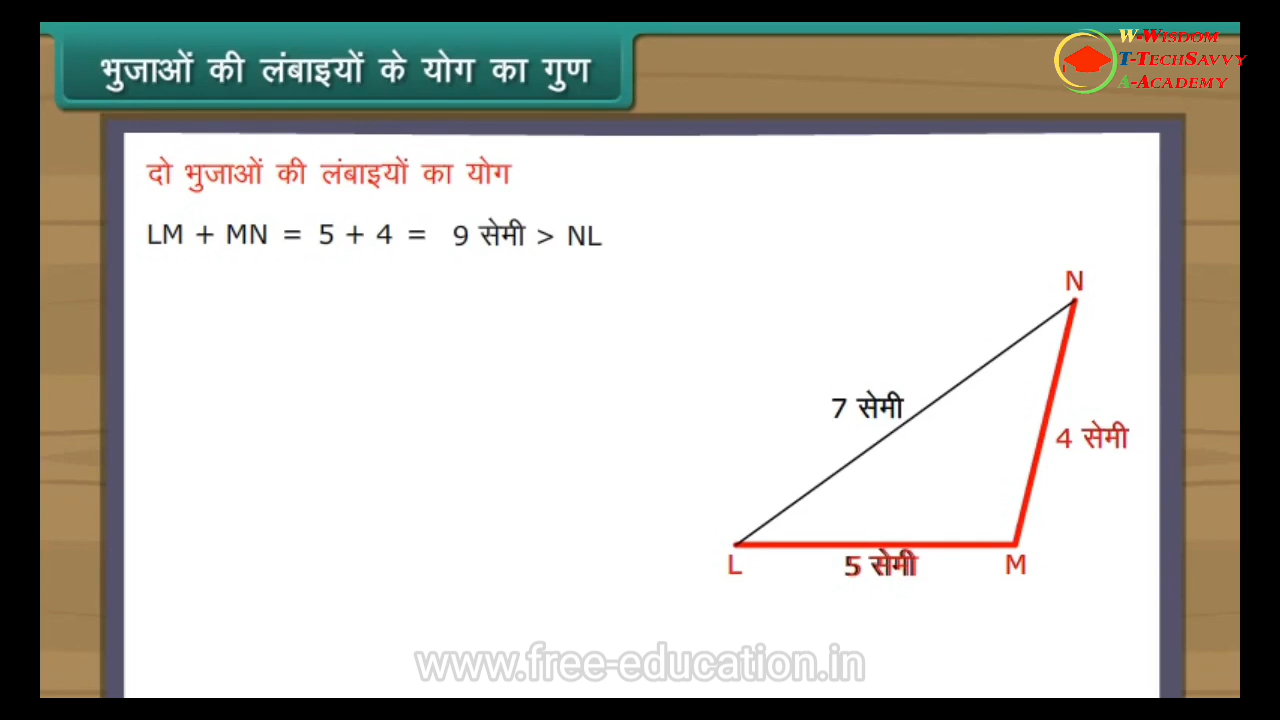 भुजाओं की लंबाइयों के योग का गुण
W-WISDOM
T-TECHSAVVY
A-ACADEMY
दो भुजाओं की लंबाइयों का योग
LM + MN = 5 + 4 = 9 सेमी > NL
N
7 सेमी
4 सेमी
L
5 सेमी
M
www.free-education.in